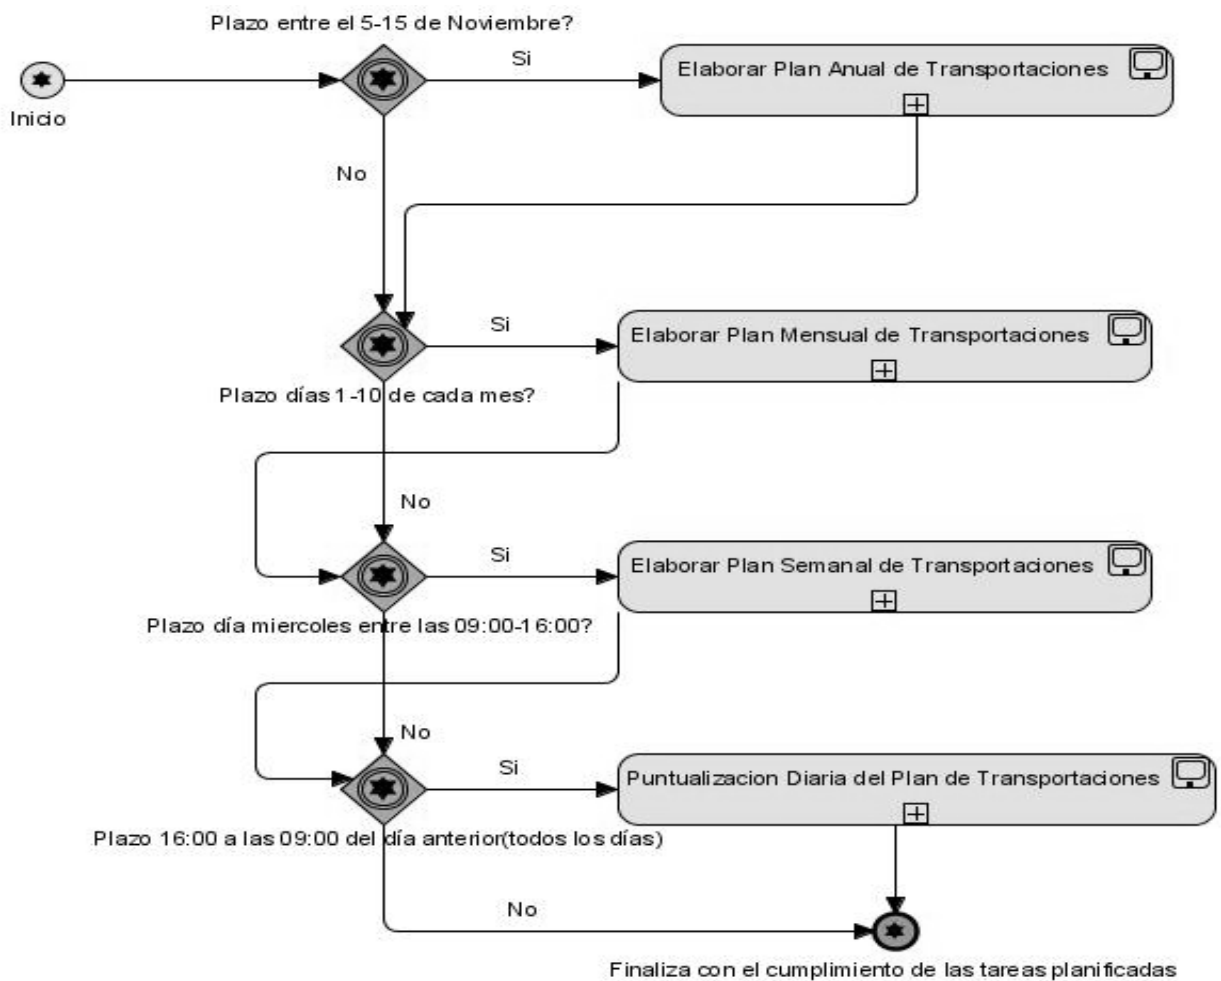 Plazo entre el 5-15 de Noviembre?
Si
Elaborar Plan Anual de Transportaciones
Inicio
No
Si
Elaborar Plan Mensual de Transportaciones
Plazo días 1-10 de cada mes?
No
Si
Elaborar Plan Semanal de Transportaciones
Plazo día miercoles entre las 09:00-16:00?
No
Si
Puntualizacion Diaria del Plan de Transportaciones
Plazo 16:00 a las 09:00 del día anterior(todos los días)
No
Finaliza con el cumplimiento de las tareas planificadas